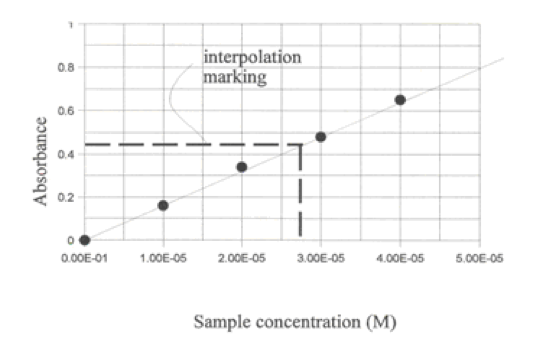 1
interpolation
marking
0.8
0.6
0.4
0.2
0
Absorbance
0.00E-01 1.00E-05 2.00E-05 3.00E-05 4.00E-05 5.00E-05
Sample concentration (M)